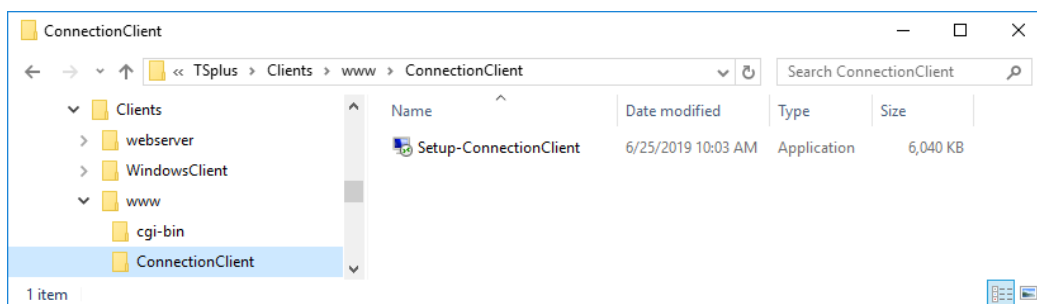 ConnectionClient
« TSplus > Clients > www > ConnectionClient
Search ConnectionClient
Clients
webserver
WindowsClient
www
cgi-bin
ConnectionClient
Name Date modified Type Size
Setup-ConnectionClient 6/25/2019 10:03 AM Application 6,040 KB
1 item